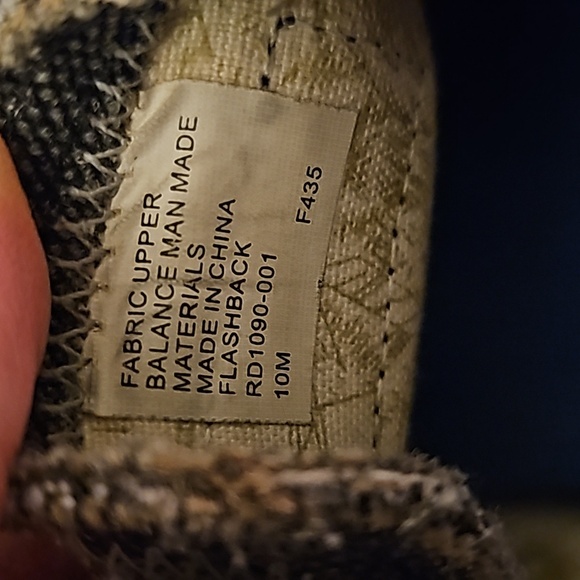 FABRIC UPPER
BALANCE MAN MADE
MATERIALS
MADE IN CHINA
FLASHBACK
RD1090-001
10M
F435